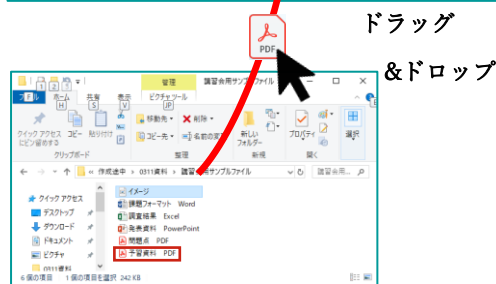 ドラッグ
&ドロップ
PDF
管理
講習会用サンプルファイル
1 2 3
ファイル ホーム 共有 表示 ピクチャツール
F H S V JP
クイック アクセスにピン留めする
コピー
貼り付け
移動先
削除
コピー先
名前の変更
新しいフォルダー
プロパティ
選択
クリップボード
整理
新規
開く
« 作成途中 › 0311資料 › 講習会用サンプルファイル
講習会用...
クイック アクセス
デスクトップ
ダウンロード
ドキュメント
ピクチャ
0311資料
イメージ
課題フォーマット Word
調査結果 Excel
発表資料 PowerPoint
問題点 PDF
予習資料 PDF
6 個の項目 1 個の項目を選択 242 KB